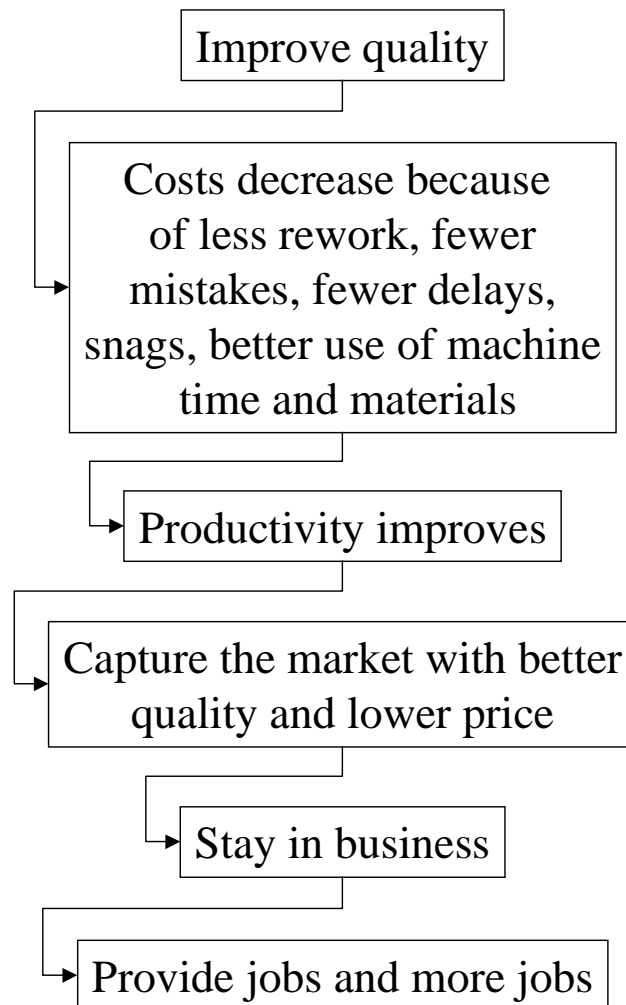 Improve quality
Costs decrease because
of less rework, fewer
mistakes, fewer delays,
snags, better use of machine
time and materials
Productivity improves
Capture the market with better
quality and lower price
Stay in business
Provide jobs and more jobs